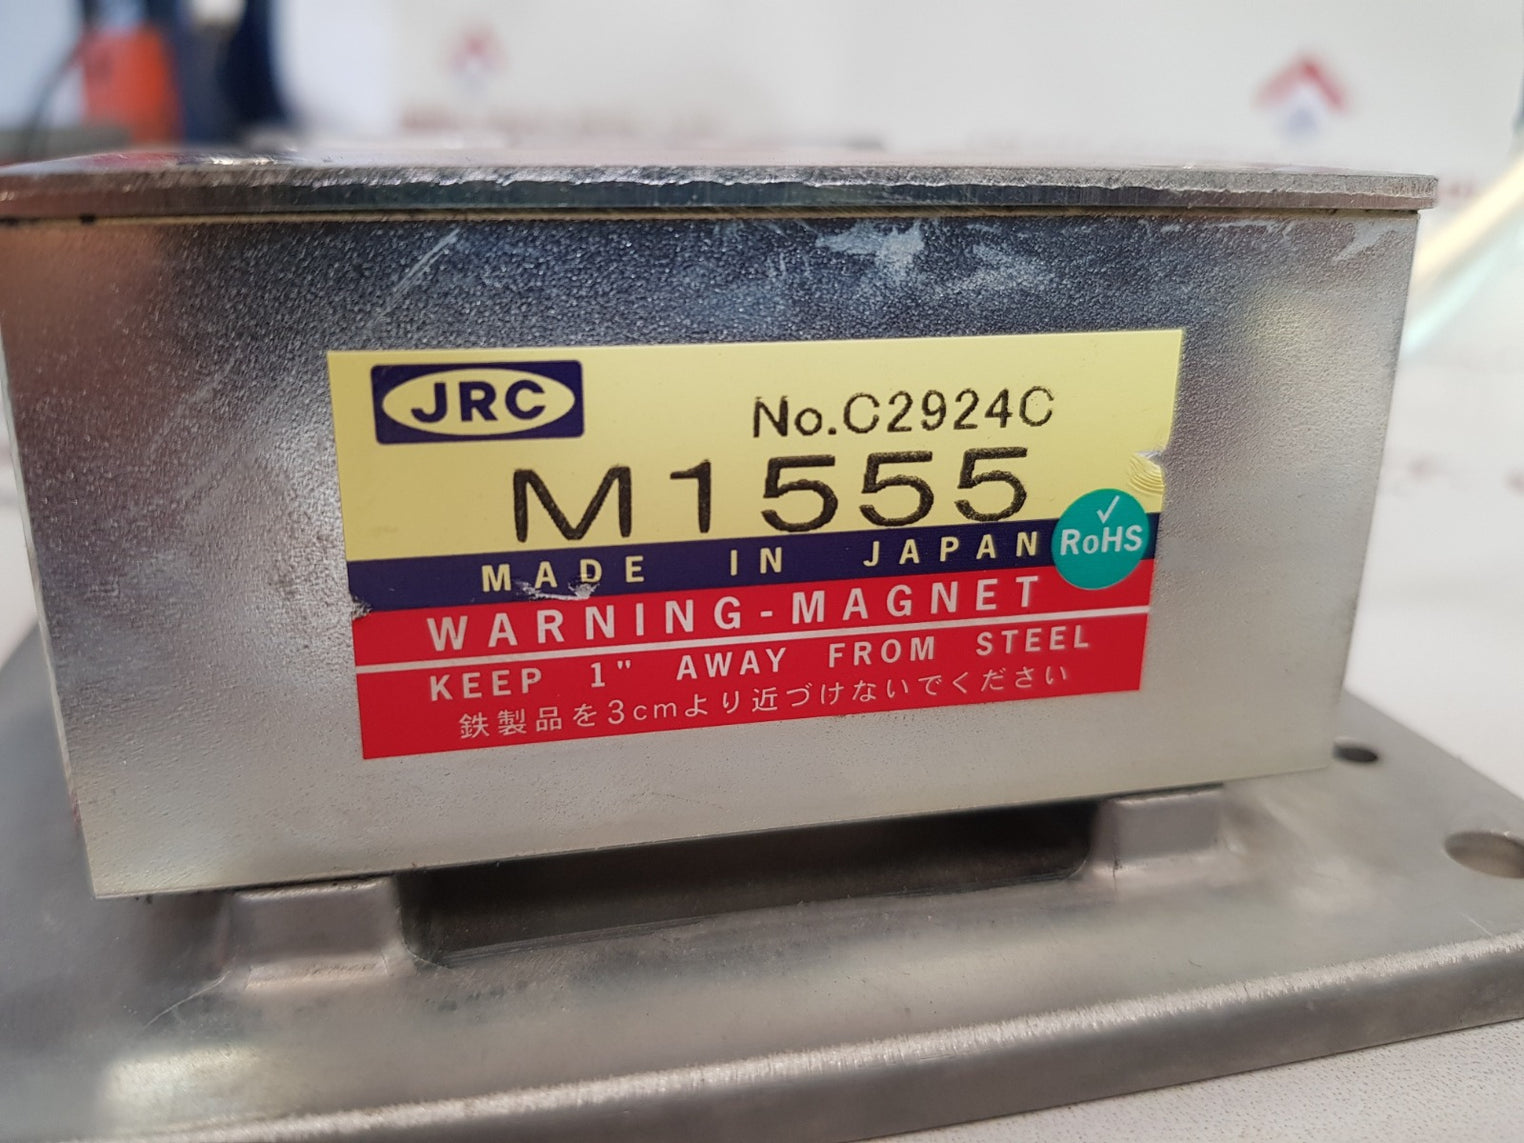 JRC
No.C2924C
M1555
MADE IN JAPAN
✓
RoHS
WARNING-MAGNET
KEEP 1" AWAY FROM STEEL
鉄製品を3cmより近づけないでください